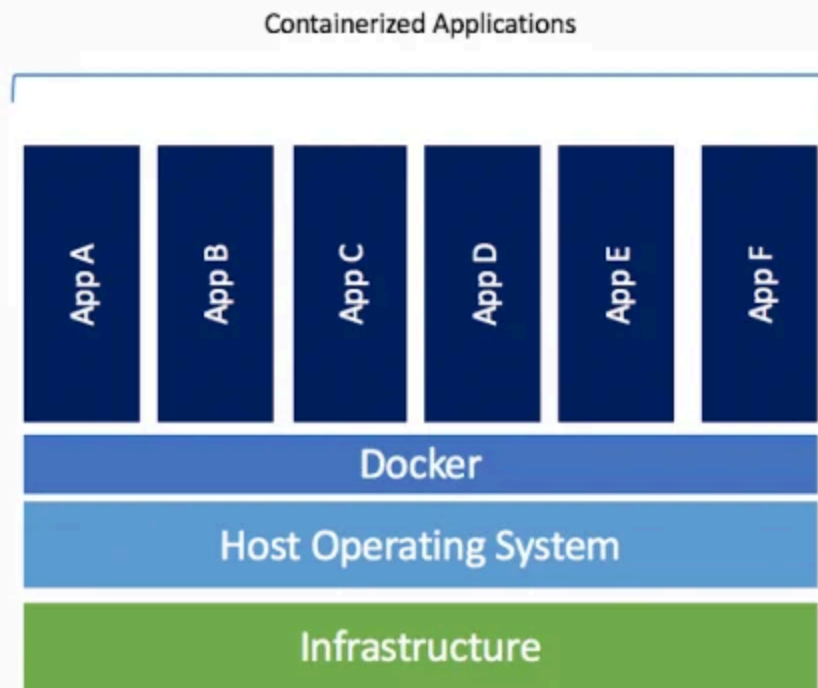 Containerized Applications
App A
App B
App C
App D
App E
App F
Docker
Host Operating System
Infrastructure